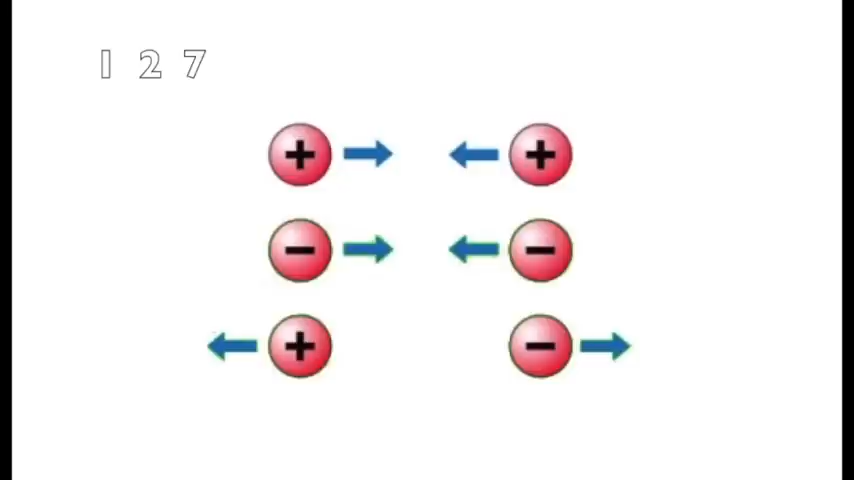 1 2 7
+ +
− −
+ −